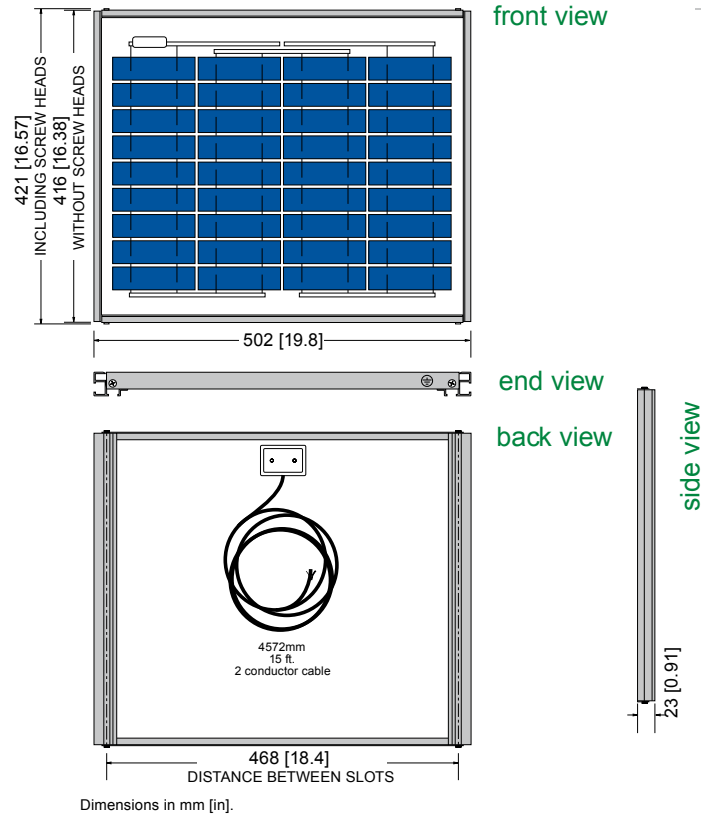 front view
421 [16.57]
INCLUDING SCREW HEADS
416 [16.38]
WITHOUT SCREW HEADS
502 [19.8]
end view
back view
side view
4572mm
15 ft.
2 conductor cable
23 [0.91]
468 [18.4]
DISTANCE BETWEEN SLOTS
Dimensions in mm [in].